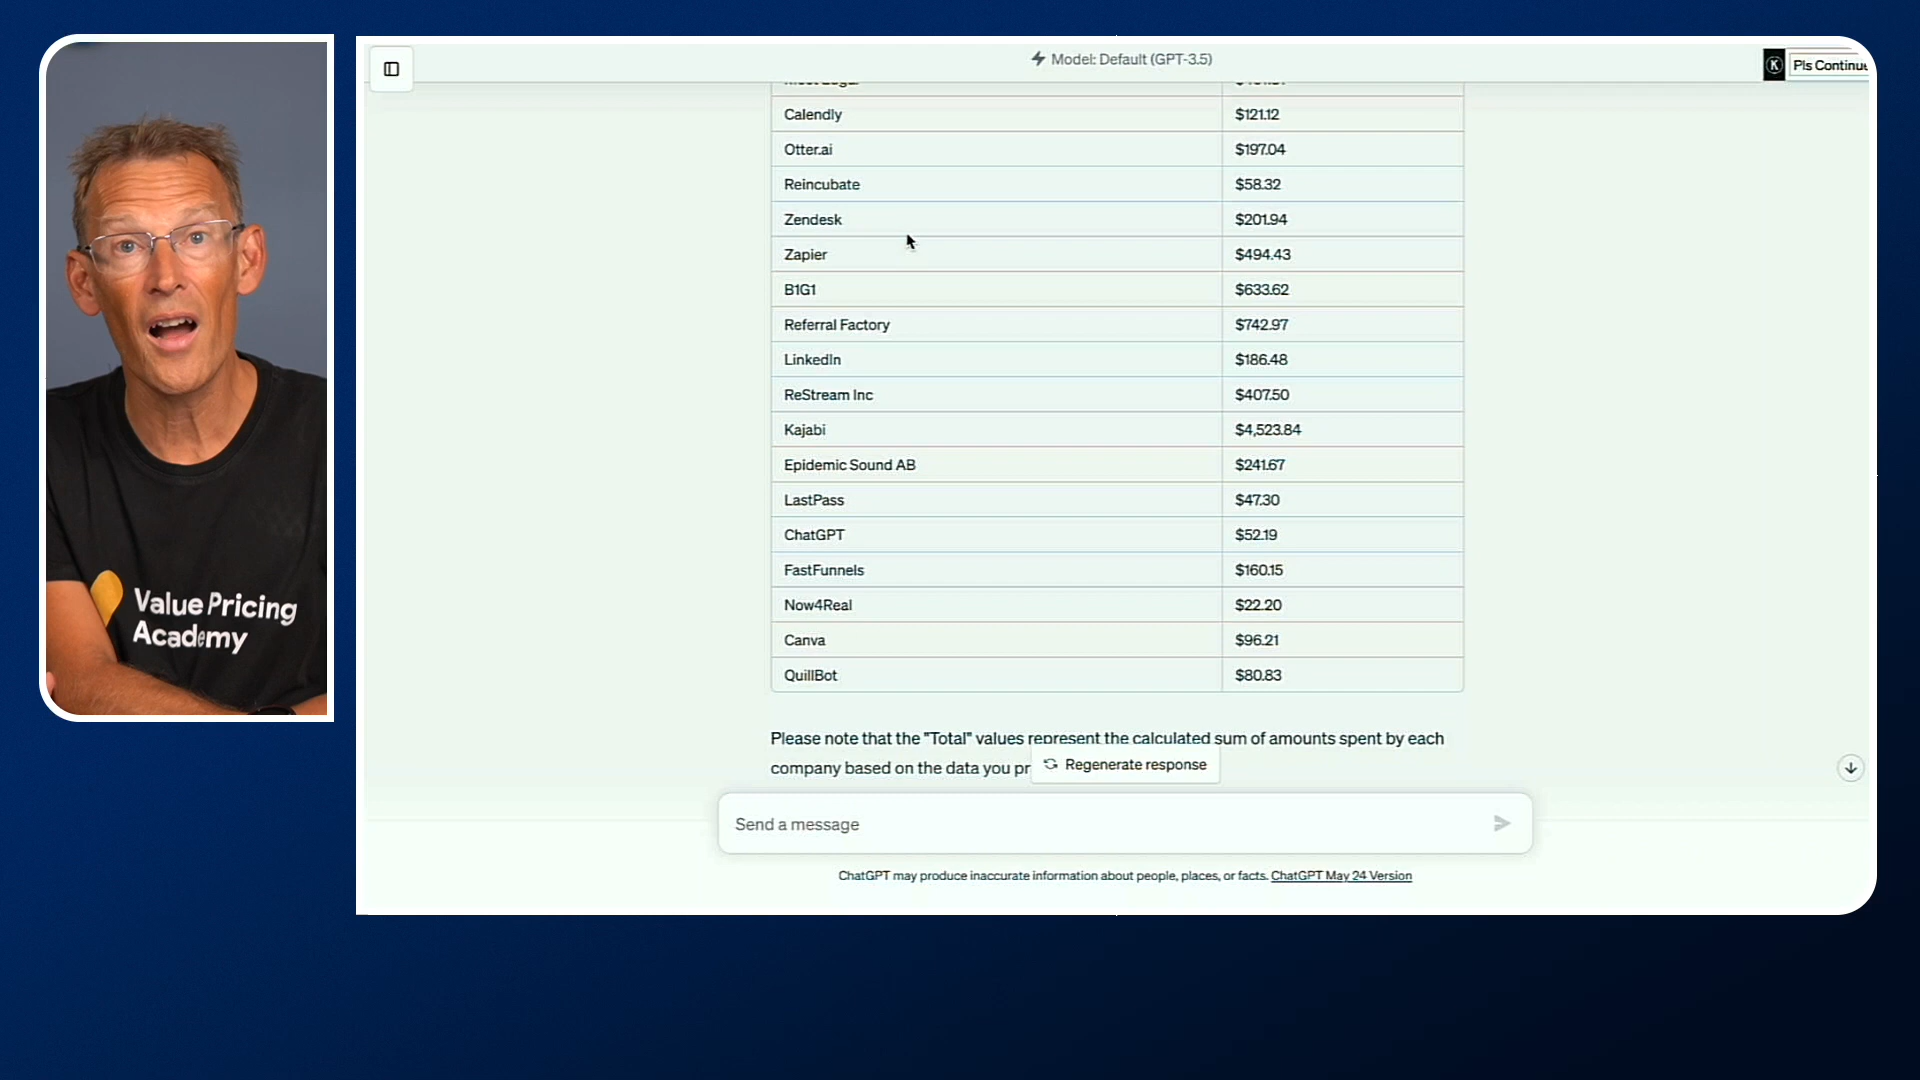 Model: Default (GPT-3.5)
K Pls Continue
Calendly $121.12
Otter.ai $197.04
Reincubate $58.32
Zendesk $201.94
Zapier $494.43
B1G1 $633.62
Referral Factory $742.97
LinkedIn $186.48
ReStream Inc $407.50
Kajabi $4,523.84
Epidemic Sound AB $241.67
LastPass $47.30
ChatGPT $52.19
FastFunnels $160.15
Now4Real $22.20
Canva $96.21
QuillBot $80.83
Please note that the "Total" values represent the calculated sum of amounts spent by each
company based on the data you pr
Regenerate response
Send a message
ChatGPT may produce inaccurate information about people, places, or facts. ChatGPT May 24 Version
Value Pricing
Academy